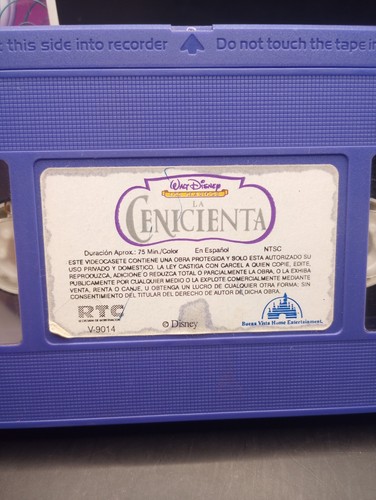 this side into recorder Do not touch the tape in
WALT DISNEY
LA
CENICIENTA
Duración Aprox.: 75 Min./Color En Español NTSC
ESTE VIDEOCASETE CONTIENE UNA OBRA PROTEGIDA Y SOLO ESTA AUTORIZADO SU
USO PRIVADO Y DOMESTICO. LA LEY CASTIGA CON CARCEL A QUIEN COPIE, EDITE,
REPRODUZCA, ADICIONE O REDUZCA TOTAL O PARCIALMENTE LA OBRA; O LA EXHIBA
PUBLICAMENTE POR CUALQUIER MEDIO O LA EXPLOTE COMERCIALMENTE MEDIANTE
VENTA, RENTA O CANJE, U OBTENGA UN LUCRO DE CUALQUIER OTRA FORMA; SIN
CONSENTIMIENTO DEL TITULAR DEL DERECHO DE AUTOR DE DICHA OBRA.
RTC
V-9014
© Disney
Buena Vista Home Entertainment.